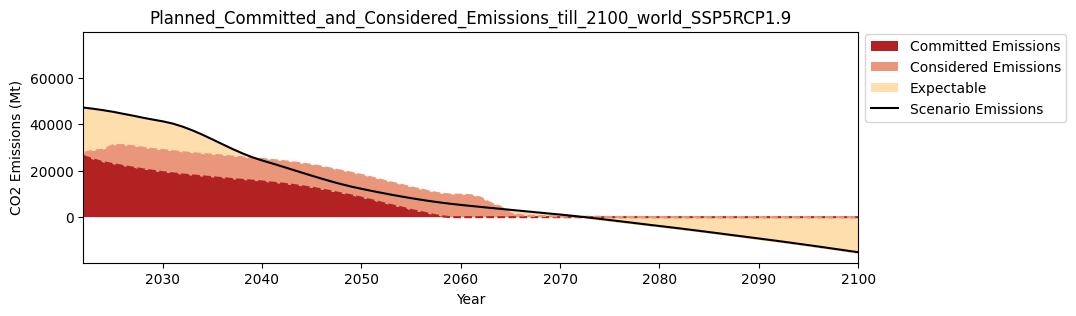 Planned_Committed_and_Considered_Emissions_till_2100_world_SSP5RCP1.9
Committed Emissions
Considered Emissions
Expectable
Scenario Emissions
CO2 Emissions (Mt)
60000
40000
20000
0
2030 2040 2050 2060 2070 2080 2090 2100
Year